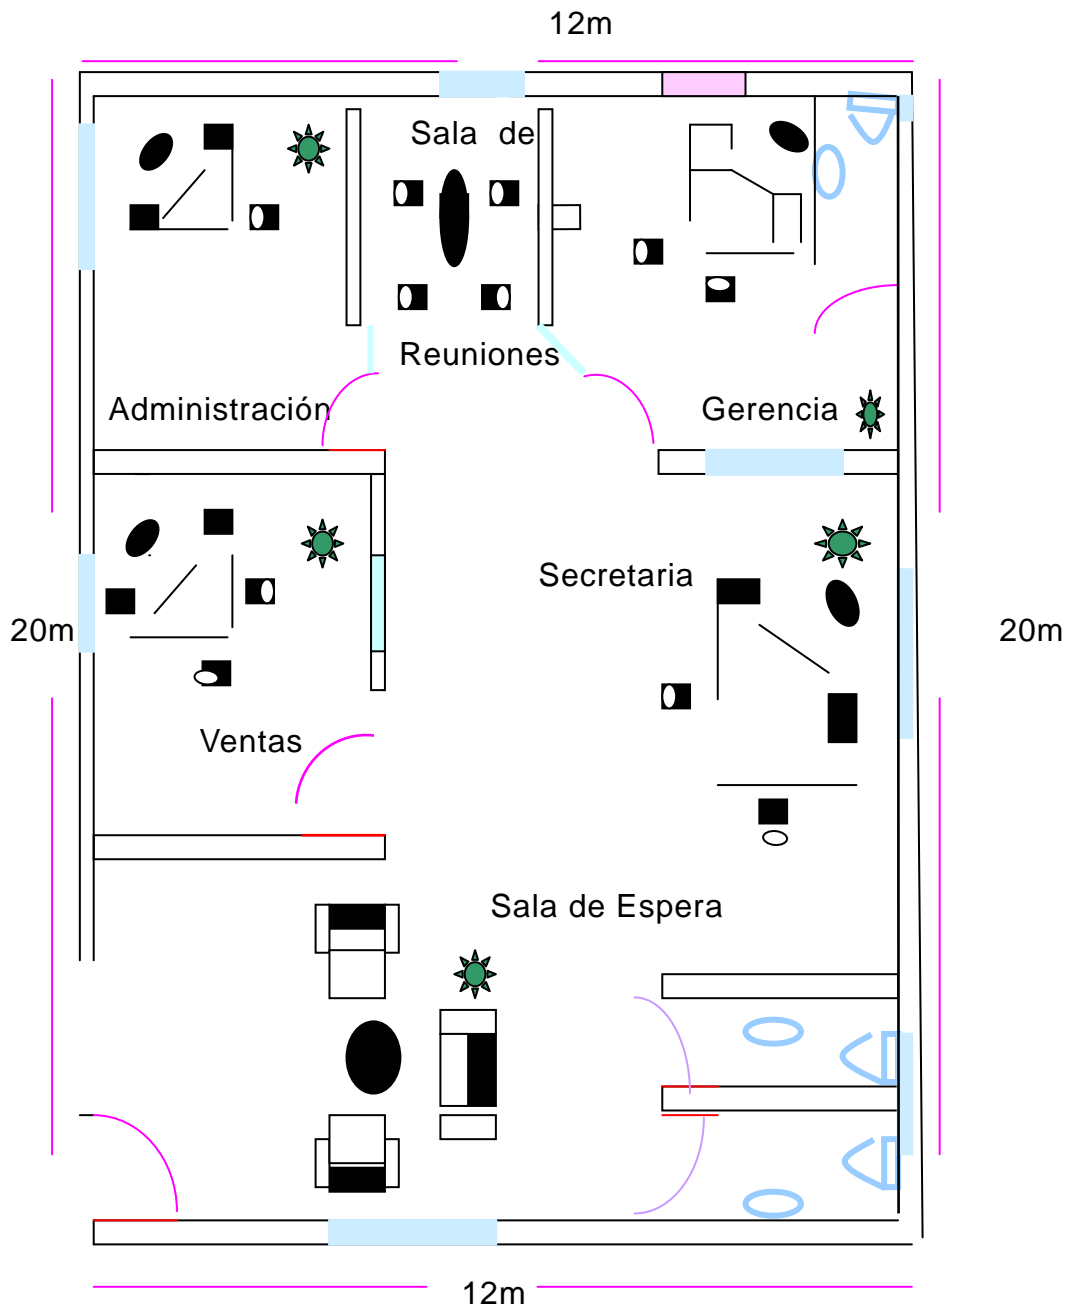 12m
Sala de
Reuniones
Administración
Gerencia
Secretaria
20m
20m
Ventas
Sala de Espera
12m